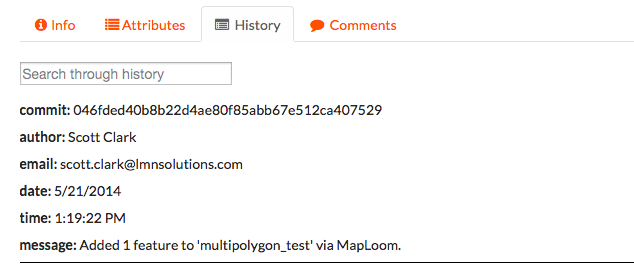 Info Attributes History Comments
Search through history
commit: 046fded40b8b22d4ae80f85abb67e512ca407529
author: Scott Clark
email: scott.clark@lmnsolutions.com
date: 5/21/2014
time: 1:19:22 PM
message: Added 1 feature to 'multipolygon_test' via MapLoom.